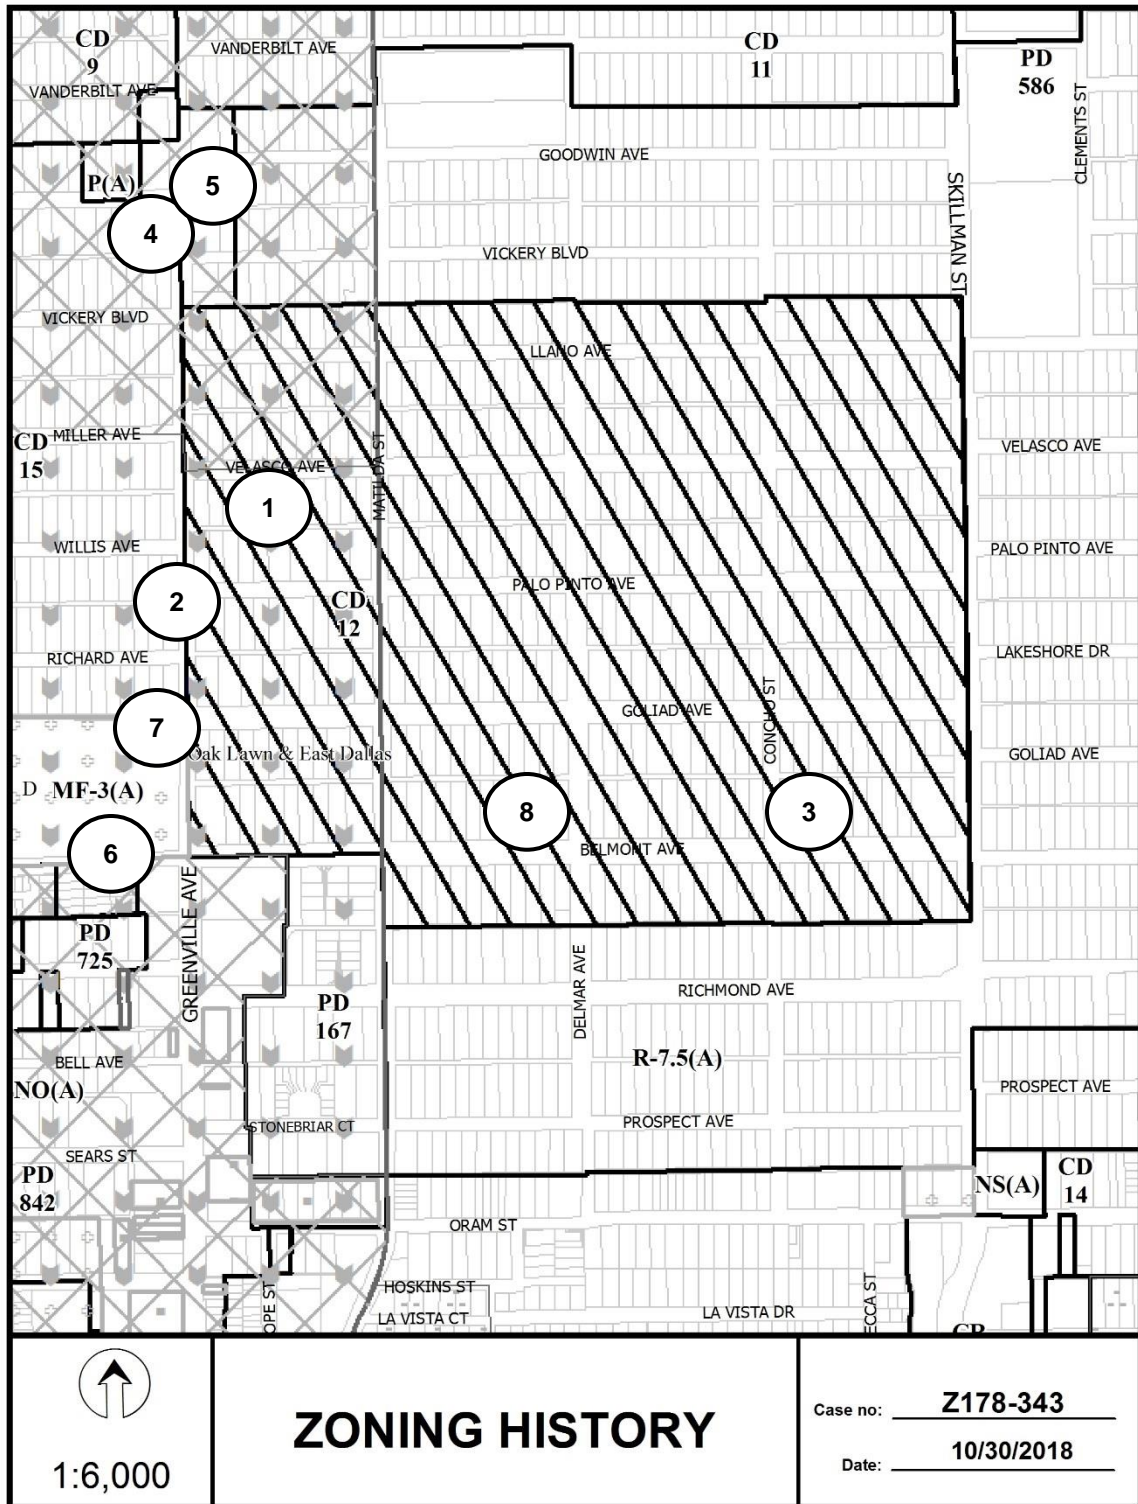 CD
9
VANDERBILT AVE
CD
11
PD
586
VANDERBILT AVE
CLEMENTS ST
GOODWIN AVE
P(A)
5
4
SKILLMAN ST
VICKERY BLVD
VICKERY BLVD
LLANO AVE
MILLER AVE
CD
15
VELASCO AVE
MATILDA ST
VELASCO AVE
1
WILLIS AVE
PALO PINTO AVE
PALO PINTO AVE
2
CD
12
RICHARD AVE
LAKESHORE DR
GOLIAD AVE
CONCHO ST
7
Oak Lawn & East Dallas
GOLIAD AVE
D
MF-3(A)
8
3
6
BELMONT AVE
GREENVILLE AVE
PD
725
DELMAR AVE
PD
167
RICHMOND AVE
BELL AVE
R-7.5(A)
NO(A)
PROSPECT AVE
STONEBRIAR CT
PROSPECT AVE
SEARS ST
PD
842
NS(A)
CD
14
ORAM ST
HOSKINS ST
OPE ST
LA VISTA CT
LA VISTA DR
ECCA ST
1:6,000
ZONING HISTORY
Case no: Z178-343
Date: 10/30/2018